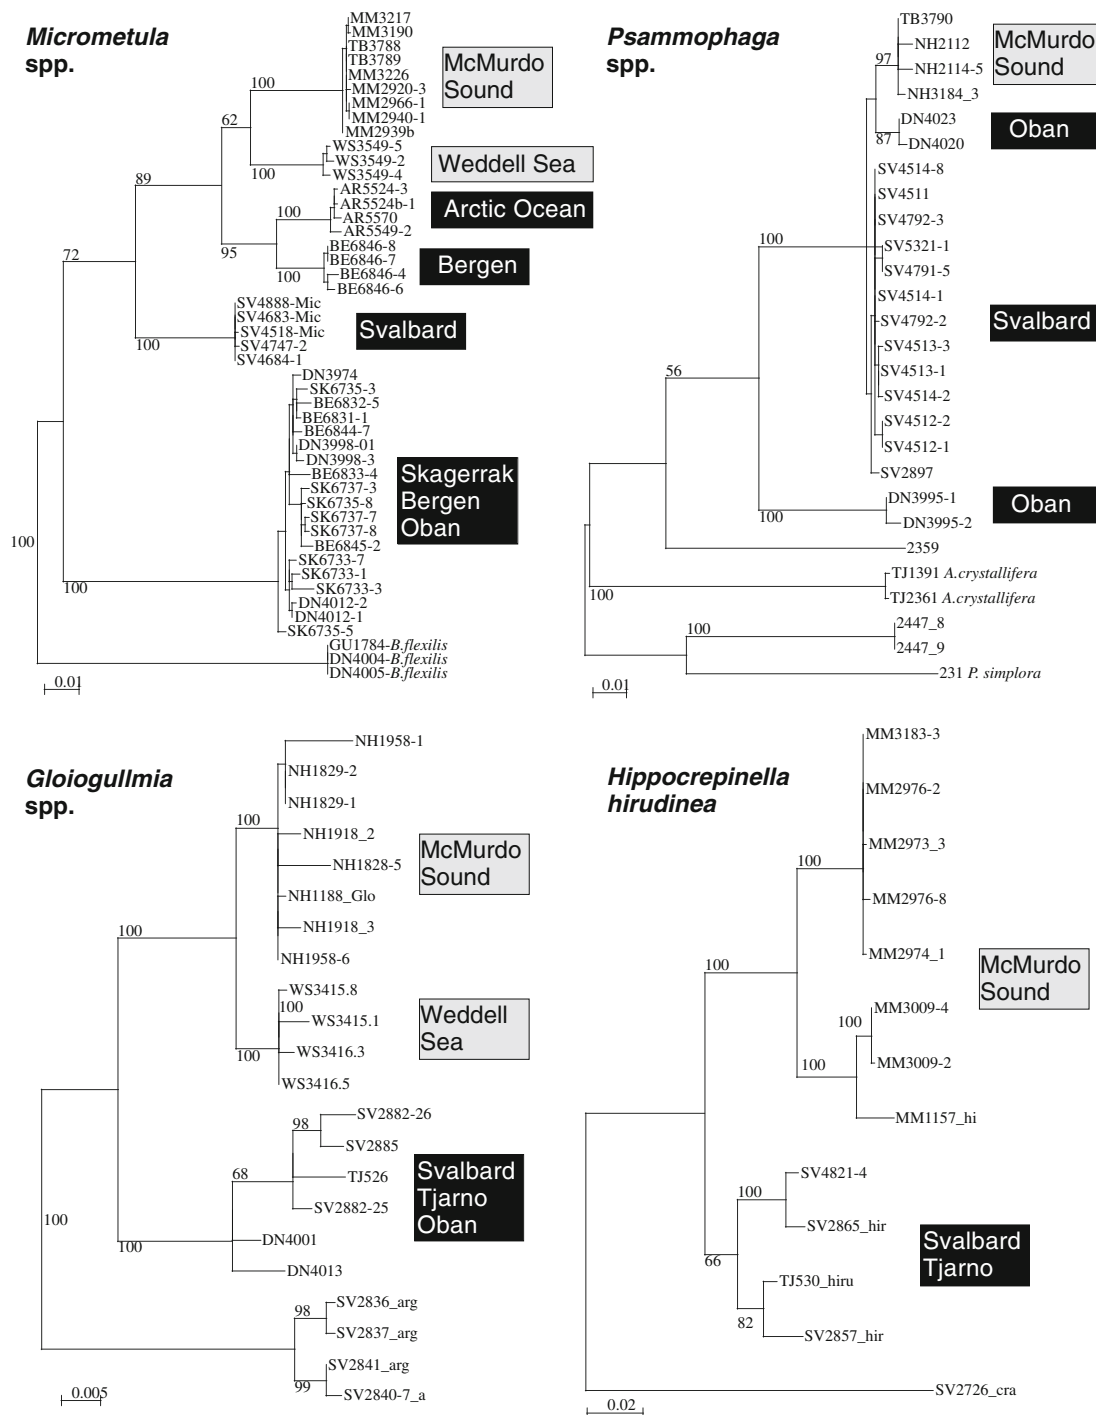 Micrometula
spp.
MM3217
MM3190
TB3788
TB3789
MM3226
MM2920-3
MM2966-1
MM2940-1
MM2939b
WS3549-5
WS3549-2
WS3549-4
AR5524-3
AR5524b-1
AR5570
AR5549-2
BE6846-8
BE6846-7
BE6846-4
BE6846-6
SV4888-Mic
SV4683-Mic
SV4518-Mic
SV4747-2
SV4684-1
DN3974
SK6735-3
BE6832-5
BE6831-1
BE6844-7
DN3998-01
DN3998-3
BE6833-4
SK6737-3
SK6735-8
SK6737-7
SK6737-8
BE6845-2
SK6733-7
SK6733-1
SK6733-3
DN4012-2
DN4012-1
SK6735-5
GU1784-B.flexilis
DN4004-B.flexilis
DN4005-B.flexilis
McMurdo
Sound
Weddell Sea
Arctic Ocean
Bergen
Svalbard
Skagerrak
Bergen
Oban
100
62
100
89
100
95
100
72
100
100
100
0.01
Psammophaga
spp.
TB3790
NH2112
NH2114-5
NH3184_3
DN4023
DN4020
SV4514-8
SV4511
SV4792-3
SV5321-1
SV4791-5
SV4514-1
SV4792-2
SV4513-3
SV4513-1
SV4514-2
SV4512-2
SV4512-1
SV2897
DN3995-1
DN3995-2
2359
TJ1391 A.crystallifera
TJ2361 A.crystallifera
2447_8
2447_9
231 P. simplora
McMurdo
Sound
Oban
Svalbard
Oban
97
87
100
56
100
100
100
0.01
Gloiogullmia
spp.
NH1958-1
NH1829-2
NH1829-1
NH1918_2
NH1828-5
NH1188_Glo
NH1918_3
NH1958-6
WS3415.8
WS3415.1
WS3416.3
WS3416.5
SV2882-26
SV2885
TJ526
SV2882-25
DN4001
DN4013
SV2836_arg
SV2837_arg
SV2841_arg
SV2840-7_a
McMurdo
Sound
Weddell
Sea
Svalbard
Tjarno
Oban
100
100
100
100
98
68
100
100
98
99
0.005
Hippocrepinella
hirudinea
MM3183-3
MM2976-2
MM2973_3
MM2976-8
MM2974_1
MM3009-4
MM3009-2
MM1157_hi
SV4821-4
SV2865_hir
TJ530_hiru
SV2857_hir
SV2726_cra
McMurdo
Sound
Svalbard
Tjarno
100
100
100
100
100
66
82
0.02